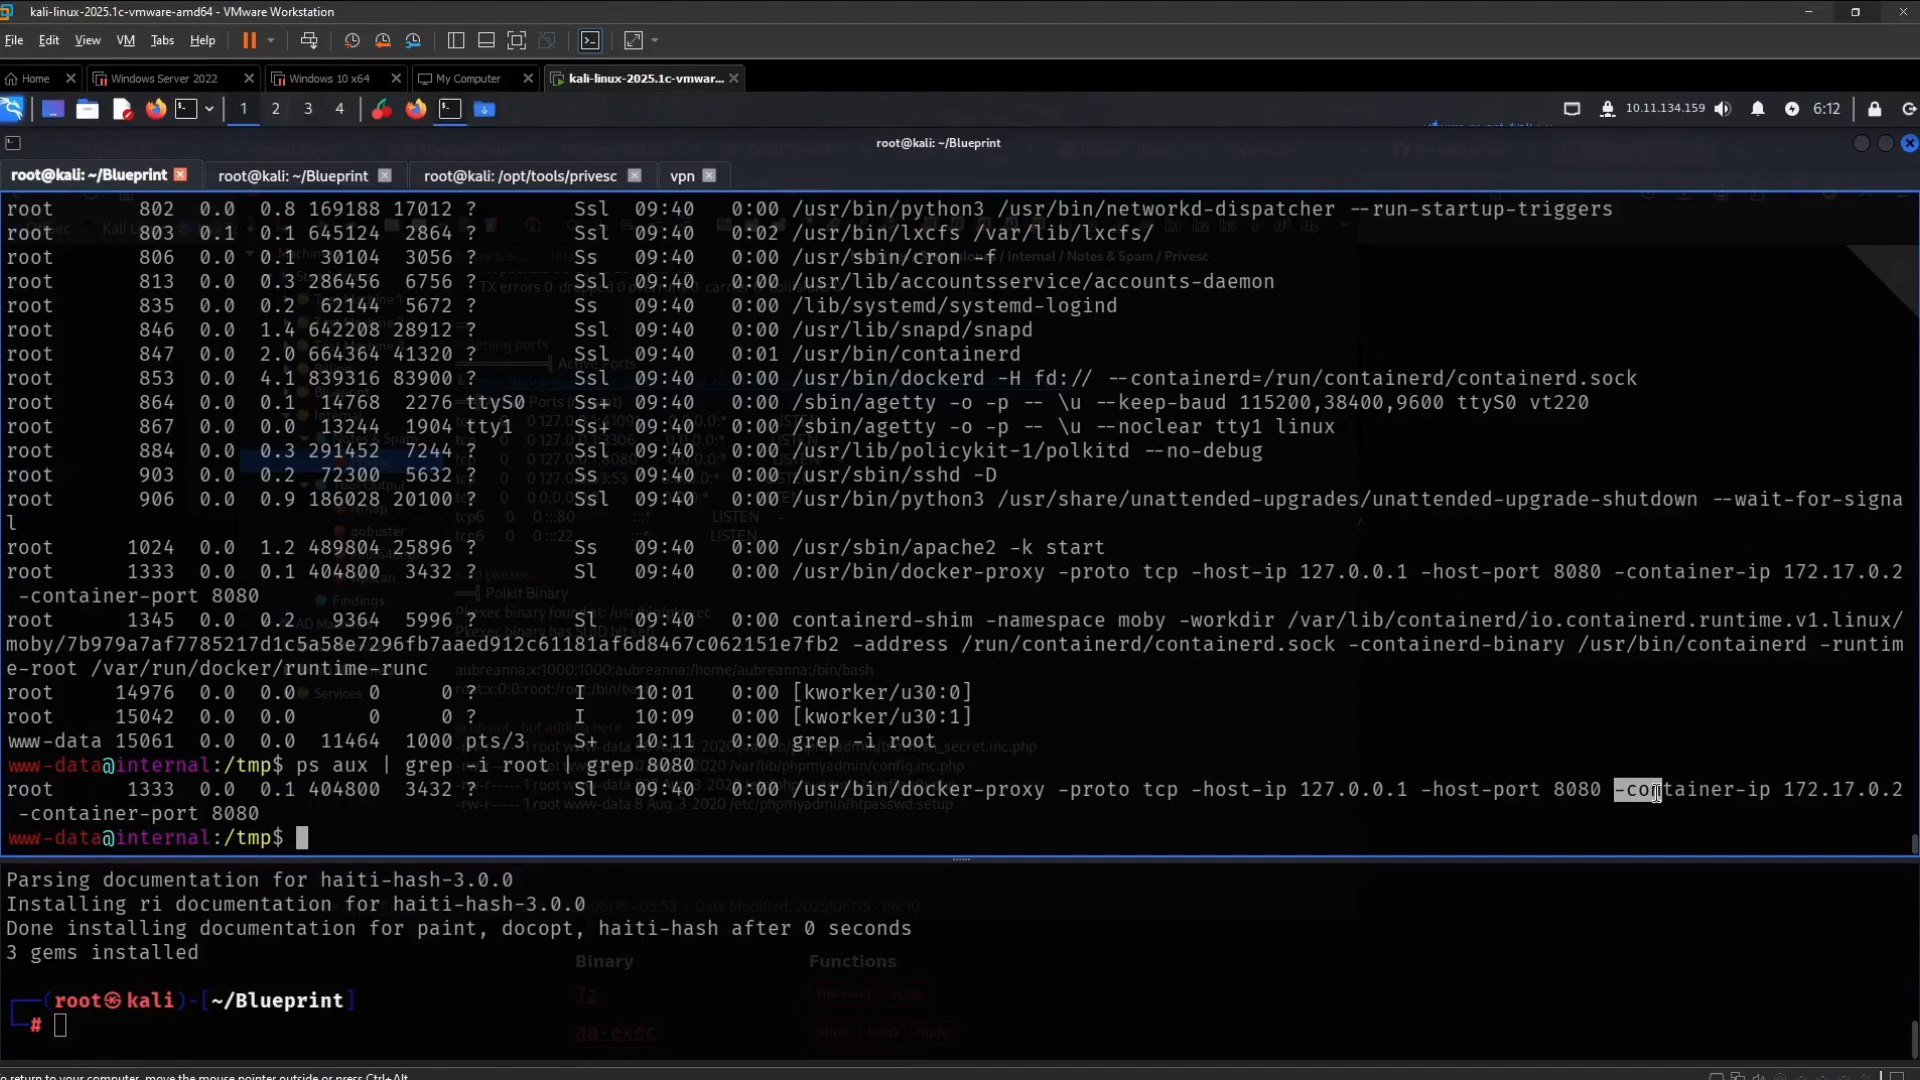 kali-linux-2025.1c-vmware-amd64 - VMware Workstation
File Edit View VM Tabs Help
Home Windows Server 2022 Windows 10 x64 My Computer kali-linux-2025.1c-vmwar...
1 2 3 4 10.11.134.159 6:12
root@kali: ~/Blueprint
root@kali: ~/Blueprint root@kali: ~/Blueprint root@kali: /opt/tools/privesc vpn
root 802 0.0 0.8 169188 17012 ? Ssl 09:40 0:00 /usr/bin/python3 /usr/bin/networkd-dispatcher --run-startup-triggers
root 803 0.1 0.1 645124 2864 ? Ssl 09:40 0:02 /usr/bin/lxcfs /var/lib/lxcfs/
root 806 0.0 0.1 30104 3056 ? Ss 09:40 0:00 /usr/sbin/cron -f
root 813 0.0 0.3 286456 6756 ? Ssl 09:40 0:00 /usr/lib/accountsservice/accounts-daemon
root 835 0.0 0.2 62144 5672 ? Ss 09:40 0:00 /lib/systemd/systemd-logind
root 846 0.0 1.4 642208 28912 ? Ssl 09:40 0:00 /usr/lib/snapd/snapd
root 847 0.0 2.0 664364 41320 ? Ssl 09:40 0:01 /usr/bin/containerd
root 853 0.0 4.1 839316 83900 ? Ssl 09:40 0:00 /usr/bin/dockerd -H fd:// --containerd=/run/containerd/containerd.sock
root 864 0.0 0.1 14768 2276 ttyS0 Ss+ 09:40 0:00 /sbin/agetty -o -p -- \u --keep-baud 115200,38400,9600 ttyS0 vt220
root 867 0.0 0.0 13244 1904 tty1 Ss+ 09:40 0:00 /sbin/agetty -o -p -- \u --noclear tty1 linux
root 884 0.0 0.3 291452 7244 ? Ssl 09:40 0:00 /usr/lib/policykit-1/polkitd --no-debug
root 903 0.0 0.2 72300 5632 ? Ss 09:40 0:00 /usr/sbin/sshd -D
root 906 0.0 0.9 186028 20100 ? Ssl 09:40 0:00 /usr/bin/python3 /usr/share/unattended-upgrades/unattended-upgrade-shutdown --wait-for-signa
l
root 1024 0.0 1.2 489804 25896 ? Ss 09:40 0:00 /usr/sbin/apache2 -k start
root 1333 0.0 0.1 404800 3432 ? Sl 09:40 0:00 /usr/bin/docker-proxy -proto tcp -host-ip 127.0.0.1 -host-port 8080 -container-ip 172.17.0.2
-container-port 8080
root 1345 0.0 0.2 9364 5996 ? Sl 09:40 0:00 containerd-shim -namespace moby -workdir /var/lib/containerd/io.containerd.runtime.v1.linux/
moby/7b979a7af7785217d1c5a58e7296fb7aaed912c61181af6d8467c062151e7fb2 -address /run/containerd/containerd.sock -containerd-binary /usr/bin/containerd -runtim
e-root /var/run/docker/runtime-runc
root 14976 0.0 0.0 0 0 ? I 10:01 0:00 [kworker/u30:0]
root 15042 0.0 0.0 0 0 ? I 10:09 0:00 [kworker/u30:1]
www-data 15061 0.0 0.0 11464 1000 pts/3 S+ 10:11 0:00 grep -i root
www-data@internal:/tmp$ ps aux | grep -i root | grep 8080
root 1333 0.0 0.1 404800 3432 ? Sl 09:40 0:00 /usr/bin/docker-proxy -proto tcp -host-ip 127.0.0.1 -host-port 8080 -container-ip 172.17.0.2
-container-port 8080
www-data@internal:/tmp$
Parsing documentation for haiti-hash-3.0.0
Installing ri documentation for haiti-hash-3.0.0
Done installing documentation for paint, docopt, haiti-hash after 0 seconds
3 gems installed
Binary Functions
7z File read Sudo
(root㉿kali)-[~/Blueprint]
#
aa-exec Shell SUID Sudo
To return to your computer, move the mouse pointer outside or press Ctrl+Alt.